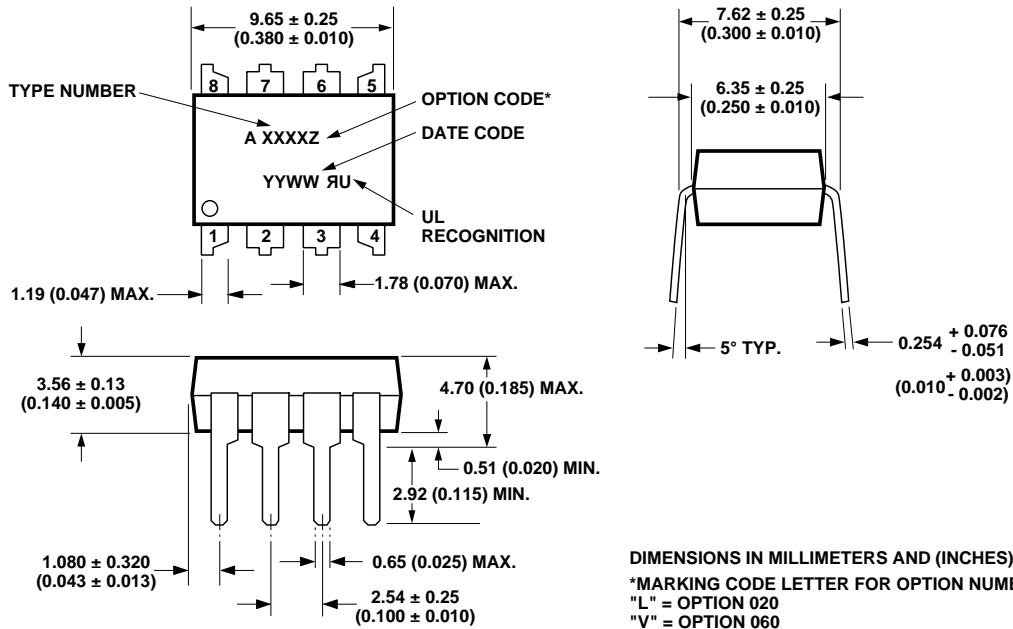 9.65 ± 0.25
(0.380 ± 0.010)
8 7 6 5
TYPE NUMBER
OPTION CODE*
A XXXXZ
DATE CODE
YYWW ЯU
UL
RECOGNITION
1 2 3 4
1.19 (0.047) MAX.
1.78 (0.070) MAX.
7.62 ± 0.25
(0.300 ± 0.010)
6.35 ± 0.25
(0.250 ± 0.010)
5° TYP.
0.254 + 0.076
- 0.051
(0.010 + 0.003)
- 0.002)
3.56 ± 0.13
(0.140 ± 0.005)
4.70 (0.185) MAX.
0.51 (0.020) MIN.
2.92 (0.115) MIN.
1.080 ± 0.320
(0.043 ± 0.013)
0.65 (0.025) MAX.
2.54 ± 0.25
(0.100 ± 0.010)
DIMENSIONS IN MILLIMETERS AND (INCHES)
*MARKING CODE LETTER FOR OPTION
"L" = OPTION 020
"V" = OPTION 060